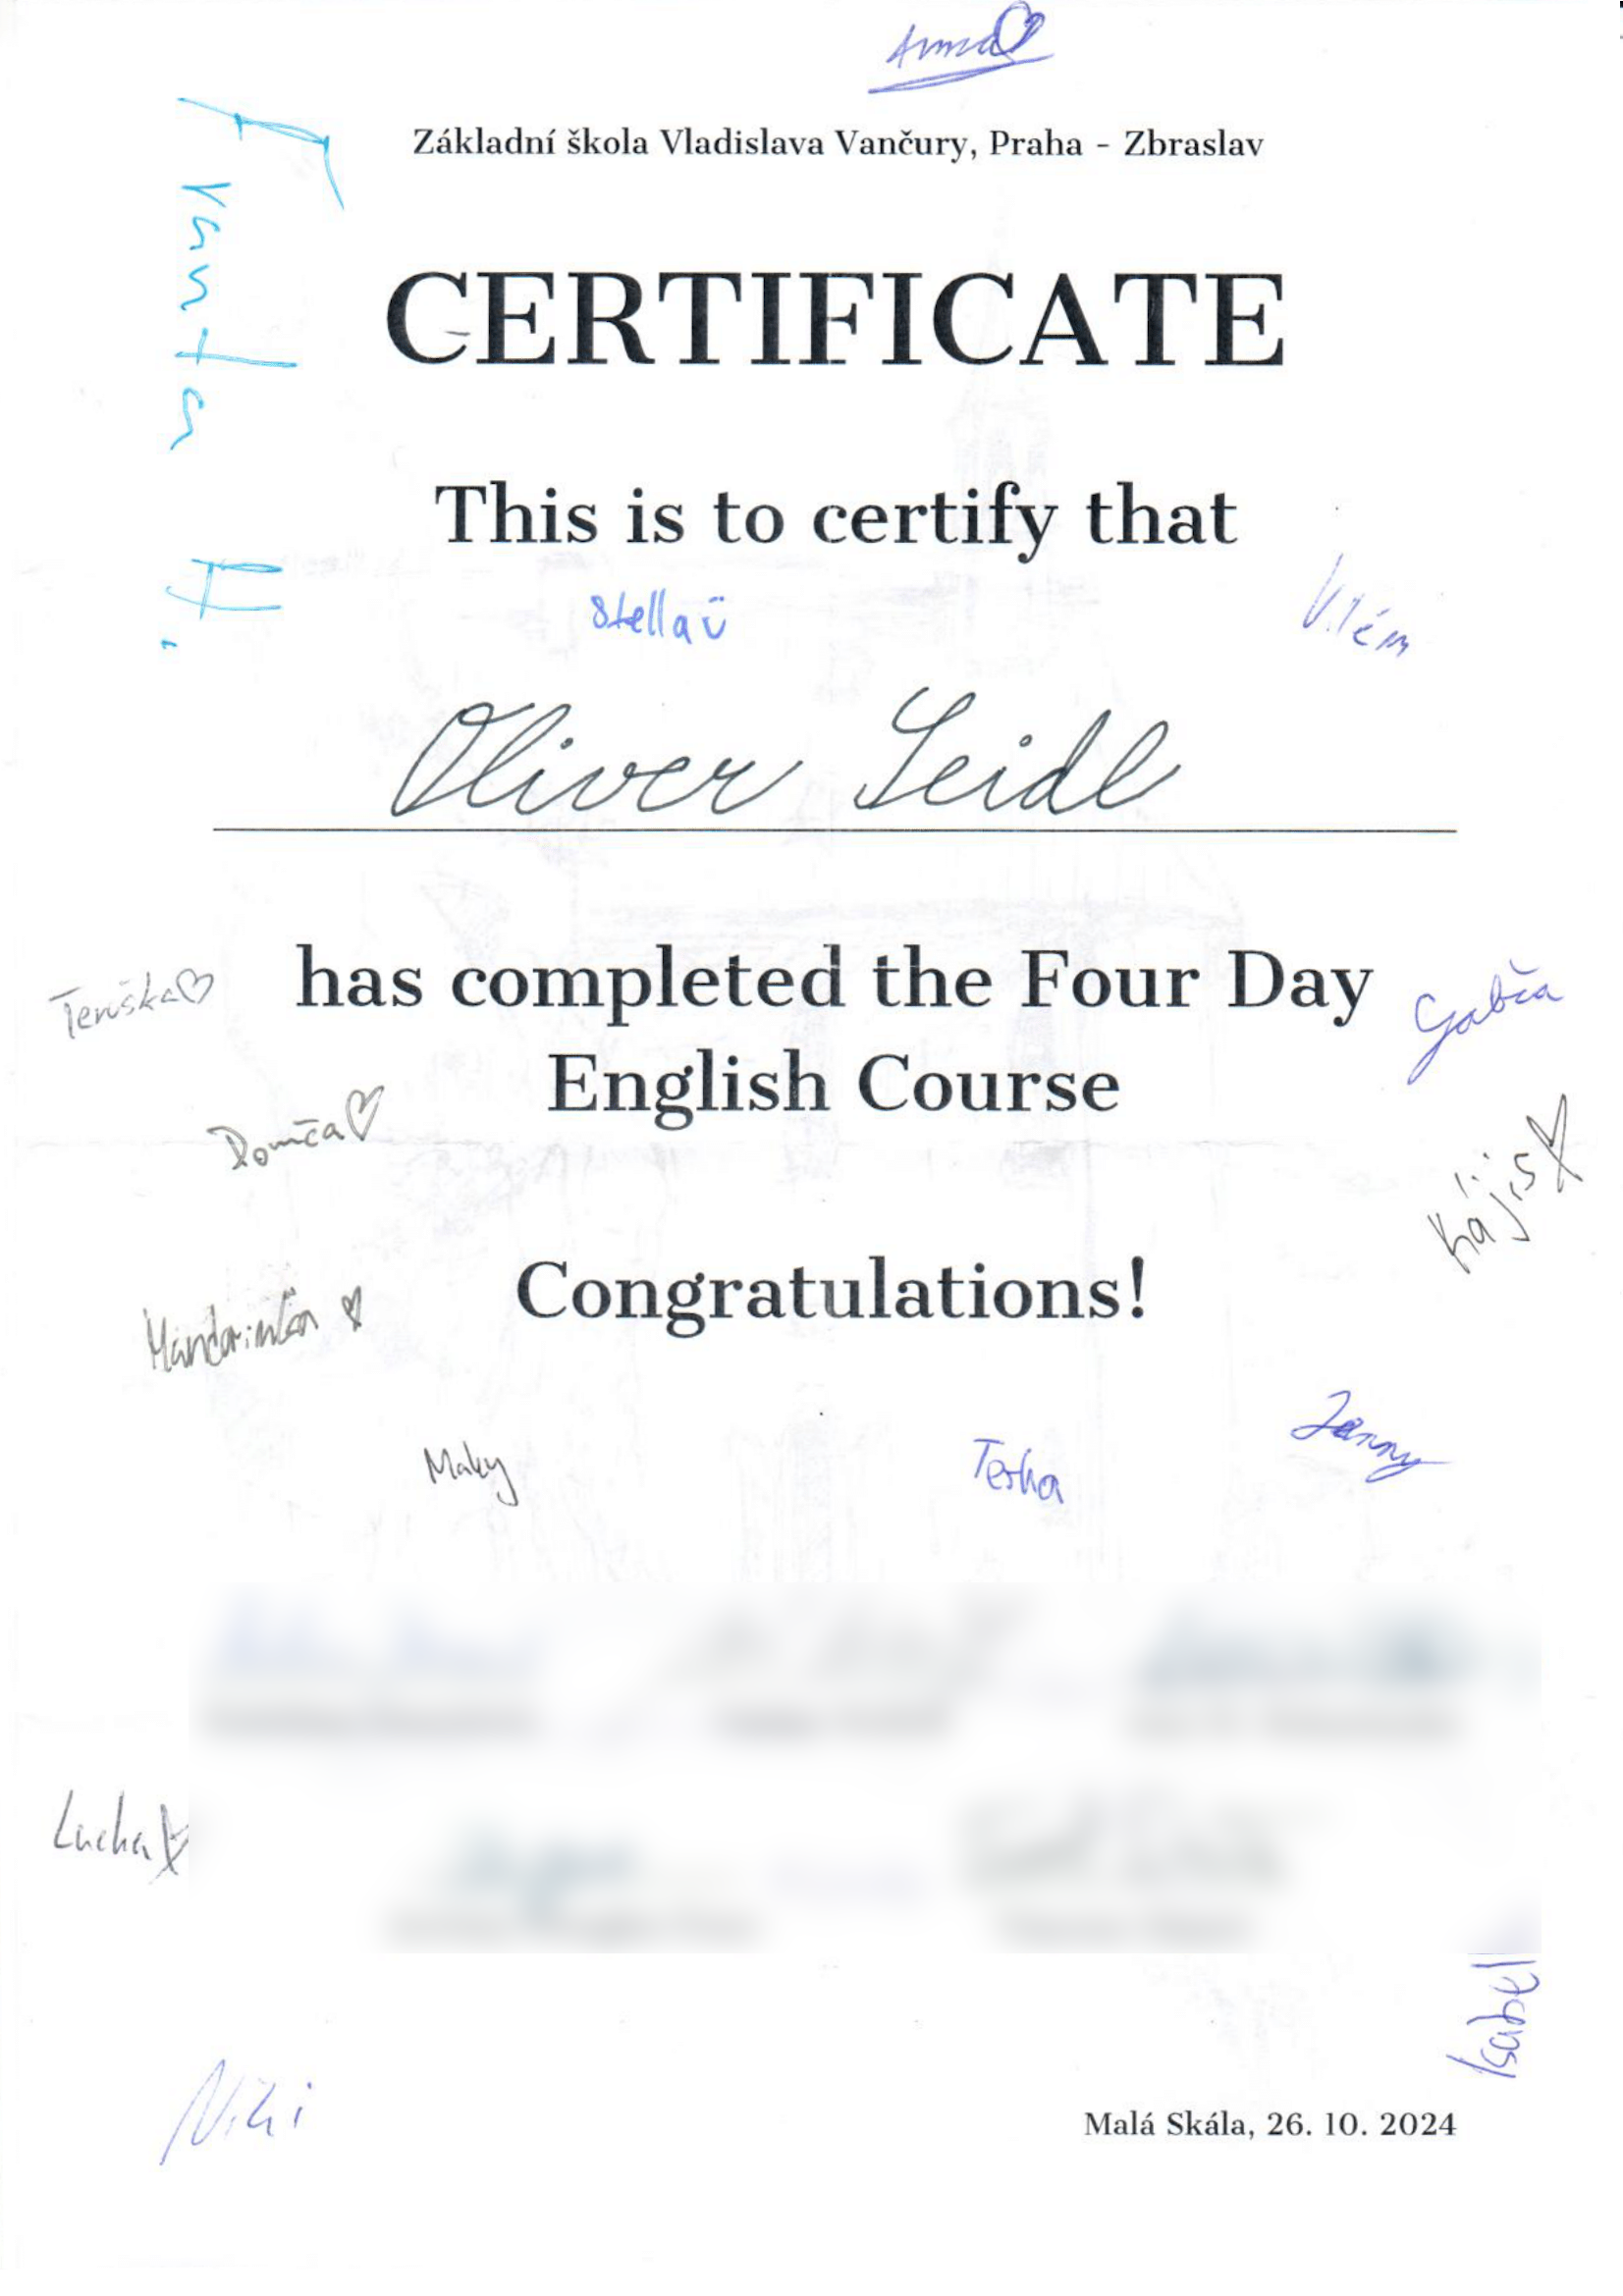 Anna
Základní škola Vladislava Vančury, Praha - Zbraslav
Franta H.
CERTIFICATE
This is to certify that
Stella ü
Vilém
Oliver Seidl
has completed the Four Day
English Course
Teruška
Gabča
Domča
Kájis
Congratulations!
Mandarinka
Maky
Terka
Janny
Lucka
Isabel
Niki
Malá Skála, 26. 10. 2024